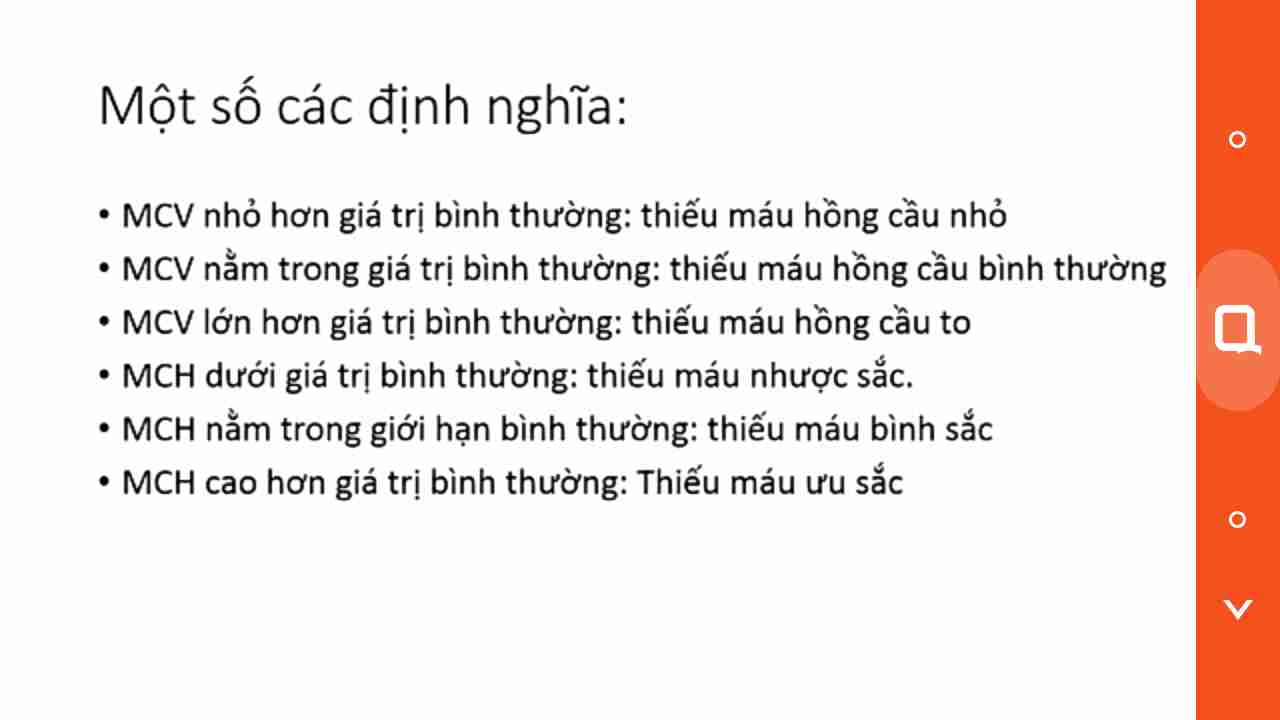 Một số các định nghĩa:
• MCV nhỏ hơn giá trị bình thường: thiếu máu hồng cầu nhỏ
• MCV nằm trong giá trị bình thường: thiếu máu hồng cầu bình thường
• MCV lớn hơn giá trị bình thường: thiếu máu hồng cầu to
• MCH dưới giá trị bình thường: thiếu máu nhược sắc.
• MCH nằm trong giới hạn bình thường: thiếu máu bình sắc
• MCH cao hơn giá trị bình thường: Thiếu máu ưu sắc